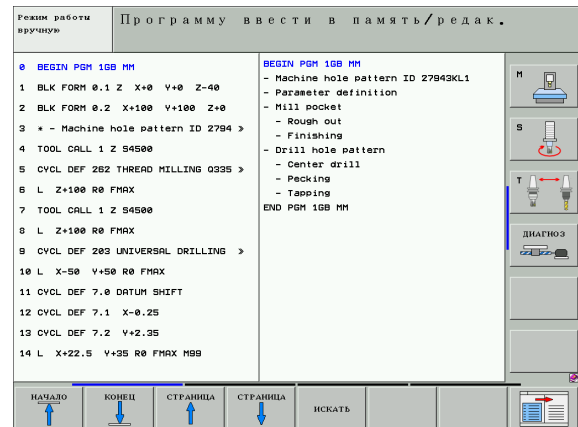 Режим работы
вручную
Программу ввести в память/редак.
0 BEGIN PGM 1GB MM
1 BLK FORM 0.1 Z X+0 Y+0 Z-40
2 BLK FORM 0.2 X+100 Y+100 Z+0
3 * - Machine hole pattern ID 2794 »
4 TOOL CALL 1 Z S4500
5 CYCL DEF 262 THREAD MILLING Q335 »
6 L Z+100 R0 FMAX
7 TOOL CALL 1 Z S4500
8 L Z+100 R0 FMAX
9 CYCL DEF 203 UNIVERSAL DRILLING »
10 L X-50 Y+50 R0 FMAX
11 CYCL DEF 7.0 DATUM SHIFT
12 CYCL DEF 7.1 X-0.25
13 CYCL DEF 7.2 Y+2.35
14 L X+22.5 Y+35 R0 FMAX M99
BEGIN PGM 1GB MM
- Machine hole pattern ID 27943KL1
- Parameter definition
- Mill pocket
- Rough out
- Finishing
- Drill hole pattern
- Center drill
- Pecking
- Tapping
END PGM 1GB MM
M
S
T
ДИАГНОЗ
НАЧАЛО
КОНЕЦ
СТРАНИЦА
СТРАНИЦА
ИСКАТЬ